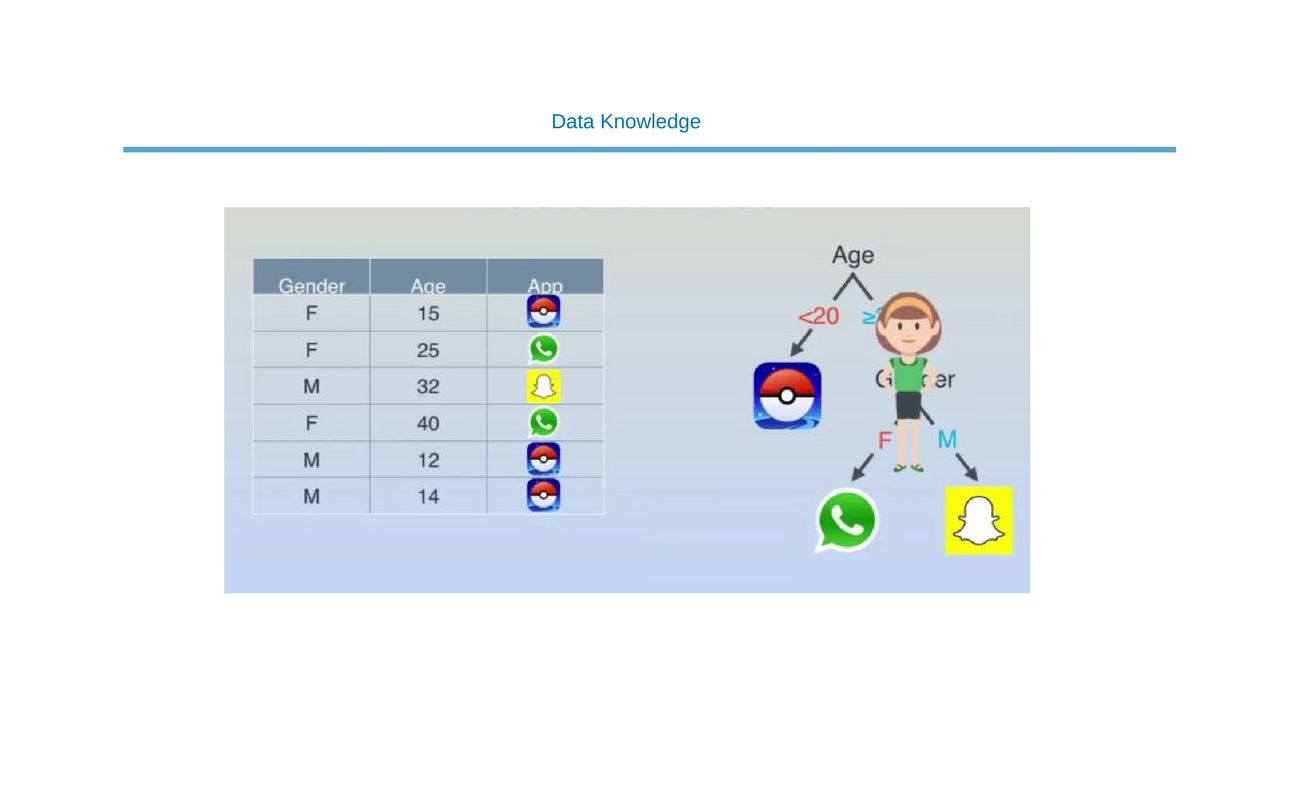 Data Knowledge
Gender Age App
F 15
F 25
M 32
F 40
M 12
M 14
Age
<20
F M